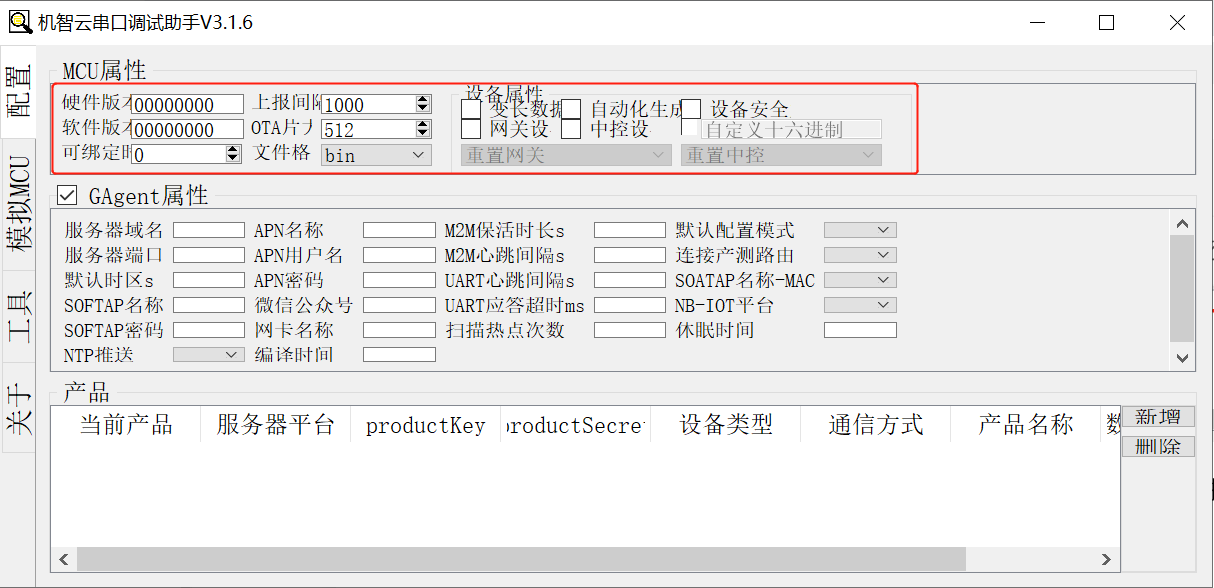 机智云串口调试助手V3.1.6
配置
模拟MCU
工具
关于
MCU属性
硬件版本 00000000 上报间隔 1000
软件版本 00000000 OTA片大 512
可绑定时 0 文件格 bin
设备属性
变长数据 自动化生成 设备安全
网关设 中控设 自定义十六进制
重置网关 重置中控
GAgent属性
服务器域名 APN名称 M2M保活时长s 默认配置模式
服务器端口 APN用户名 M2M心跳间隔s 连接产测路由
默认时区s APN密码 UART心跳间隔s SOATAP名称-MAC
SOFTAP名称 微信公众号 UART应答超时ms NB-IOT平台
SOFTAP密码 网卡名称 扫描热点次数 休眠时间
NTP推送 编译时间
产品
当前产品 服务器平台 productKey productSecre 设备类型 通信方式 产品名称 数
新增
删除